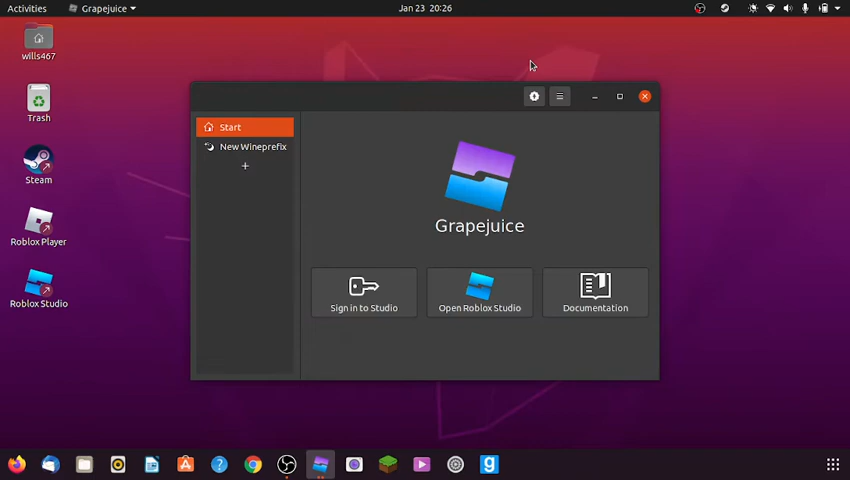 Activities
Grapejuice
Jan 23 20:26
wills467
Trash
Steam
Roblox Player
Roblox Studio
Start
New Wineprefix
Grapejuice
Sign in to Studio
Open Roblox Studio
Documentation